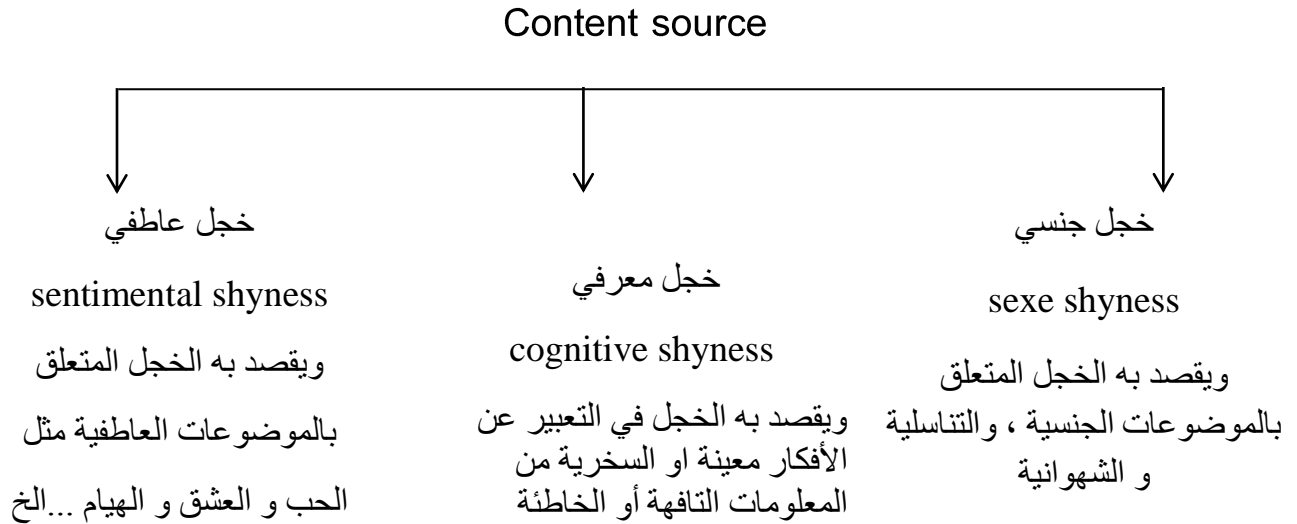 Content source
خجل جنسي
sexe shyness
ويقصد به الخجل المتعلق
بالموضوعات الجنسية ، والتناسلية
و الشهوانية
خجل معرفي
cognitive shyness
ويقصد به الخجل في التعبير عن
الأفكار معينة او السخرية من
المعلومات التافهة أو الخاطئة
خجل عاطفي
sentimental shyness
ويقصد به الخجل المتعلق
بالموضوعات العاطفية مثل
الحب و العشق و الهيام ...الخ